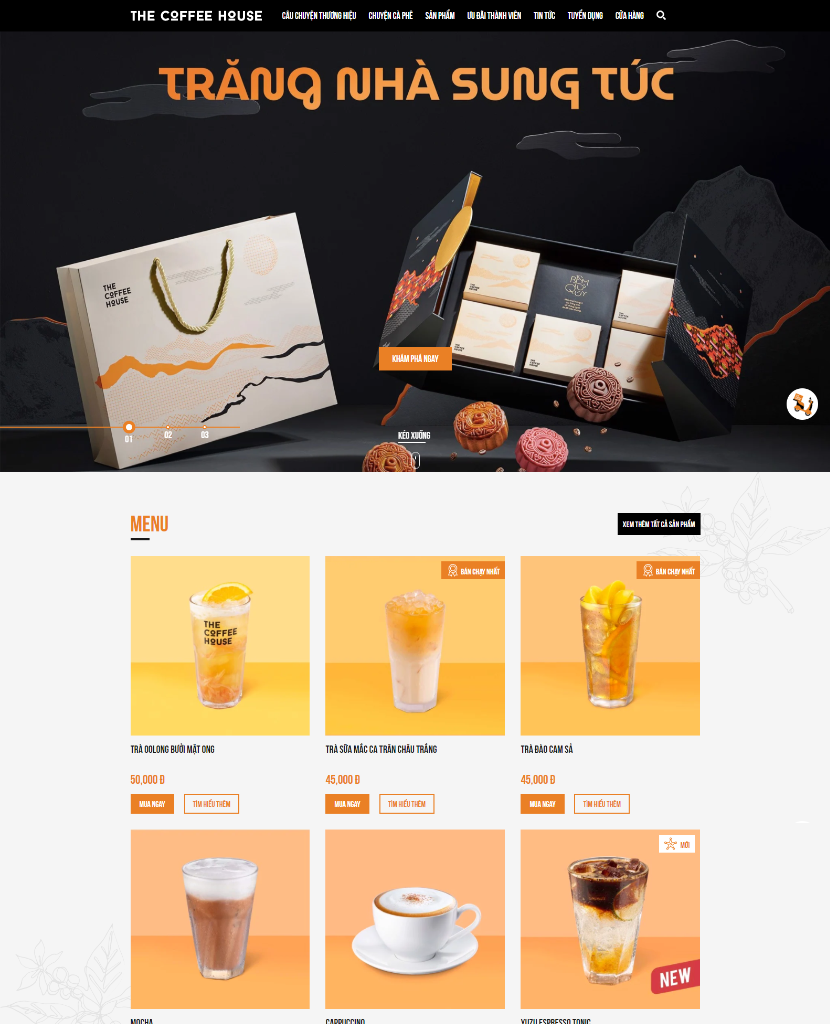 THE COFFEE HOUSE
CÂU CHUYỆN THƯƠNG HIỆU CHUYỆN CÀ PHÊ SẢN PHẨM ƯU ĐÃI THÀNH VIÊN TIN TỨC TUYỂN DỤNG CỬA HÀNG
TRĂNG NHÀ SUNG TÚC
THE
COFFEE
HOUSE
KHÁM PHÁ NGAY
01 02 03
KÉO XUỐNG
MENU
XEM THÊM TẤT CẢ SẢN PHẨM
THE
COFFEE
HOUSE
BÁN CHẠY NHẤT
BÁN CHẠY NHẤT
TRÀ OOLONG BƯỞI MẬT ONG
TRÀ SỮA MẮC CA TRÂN CHÂU TRẮNG
TRÀ ĐÀO CAM SẢ
50,000 Đ
45,000 Đ
45,000 Đ
MUA NGAY TÌM HIỂU THÊM
MUA NGAY TÌM HIỂU THÊM
MUA NGAY TÌM HIỂU THÊM
MỚI
NEW
MOCHA
CAPPUCCINO
YUZU ESPRESSO TONIC